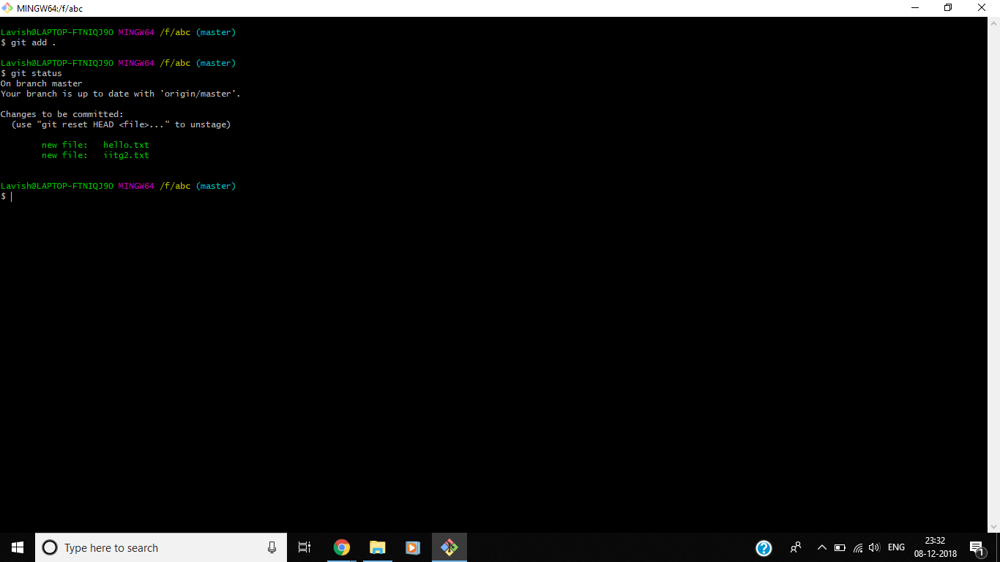 MINGW64:/f/abc
Lavish@LAPTOP-FTNIQJ9O MINGW64 /f/abc (master)
$ git add .
Lavish@LAPTOP-FTNIQJ9O MINGW64 /f/abc (master)
$ git status
On branch master
Your branch is up to date with 'origin/master'.
Changes to be committed:
  (use "git reset HEAD <file>..." to unstage)
        new file:   hello.txt
        new file:   iitg2.txt
Lavish@LAPTOP-FTNIQJ9O MINGW64 /f/abc (master)
$
Type here to search
ENG
23:32
08-12-2018
1